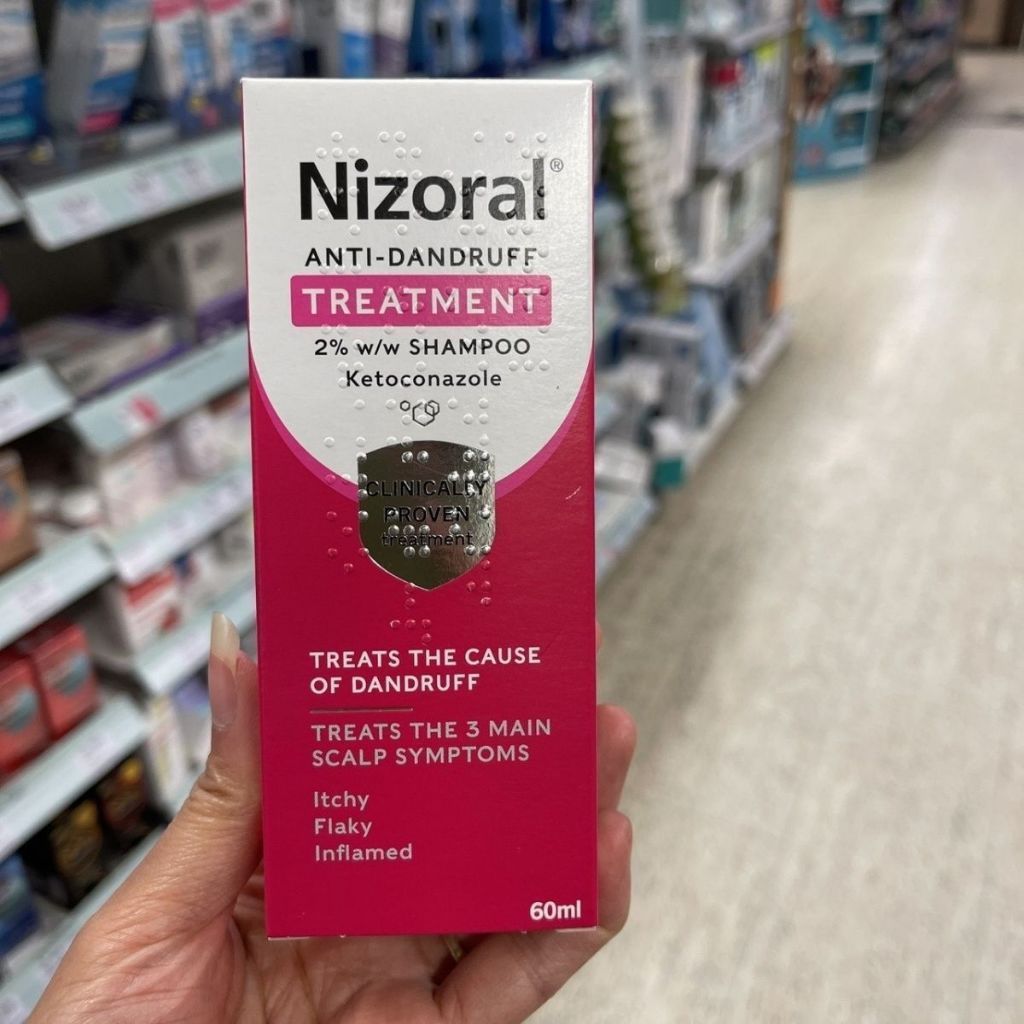 Nizoral®
ANTI-DANDRUFF
TREATMENT
2% w/w SHAMPOO
Ketoconazole
CLINICALLY
PROVEN
treatment
TREATS THE CAUSE
OF DANDRUFF
TREATS THE 3 MAIN
SCALP SYMPTOMS
Itchy
Flaky
Inflamed
60ml